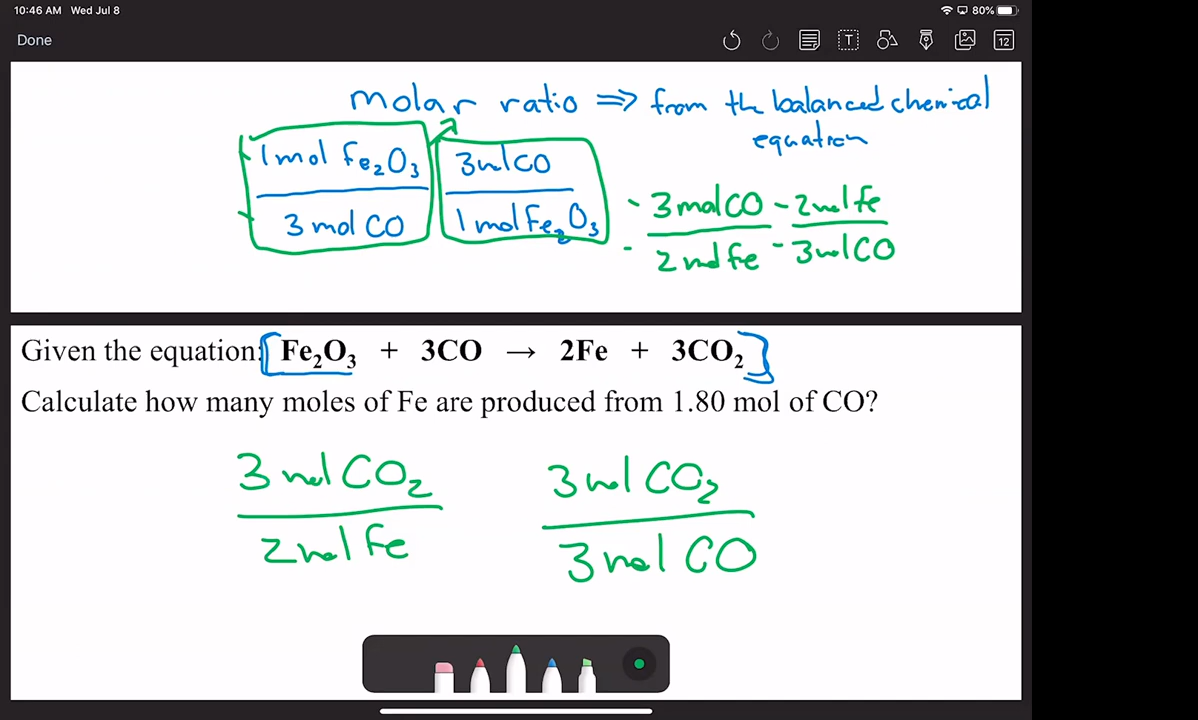 10:46 AM Wed Jul 8
80%
Done
T
12
molar ratio ⇒ from the balanced chemical
equation
1 mol Fe₂O₃
3 mol CO
3 mol CO
1 mol Fe₂O₃
3 mol CO
2 mol Fe
2 mol Fe
3 mol CO
Given the equation: Fe₂O₃ + 3CO → 2Fe + 3CO₂
Calculate how many moles of Fe are produced from 1.80 mol of CO?
3 mol CO₂
2 mol Fe
3 mol CO₂
3 mol CO